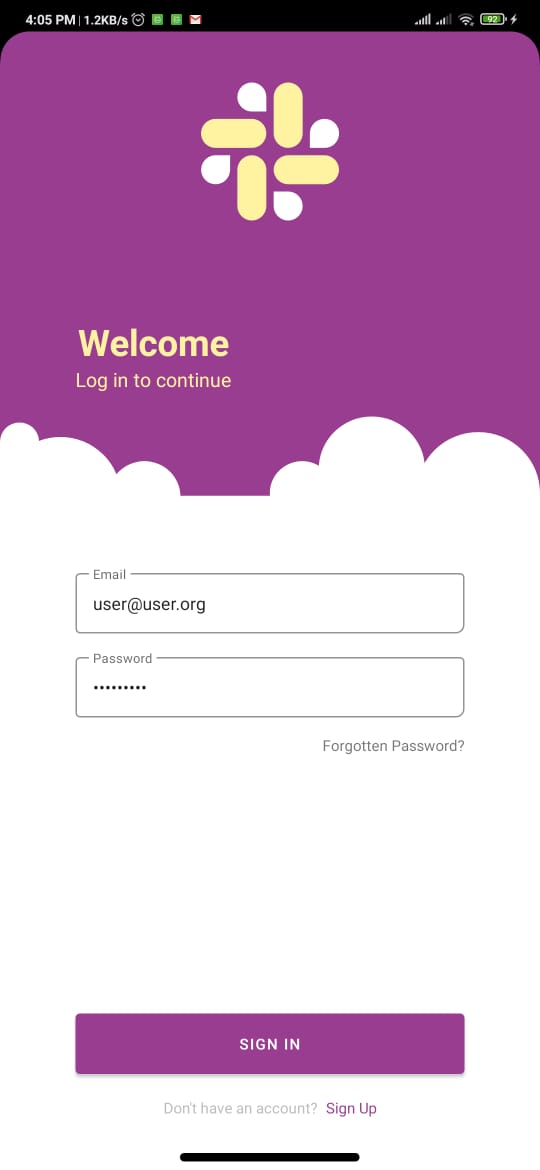 4:05 PM | 1.2KB/s
92
Welcome
Log in to continue
Email
user@user.org
Password
•••••••••
Forgotten Password?
SIGN IN
Don't have an account? Sign Up